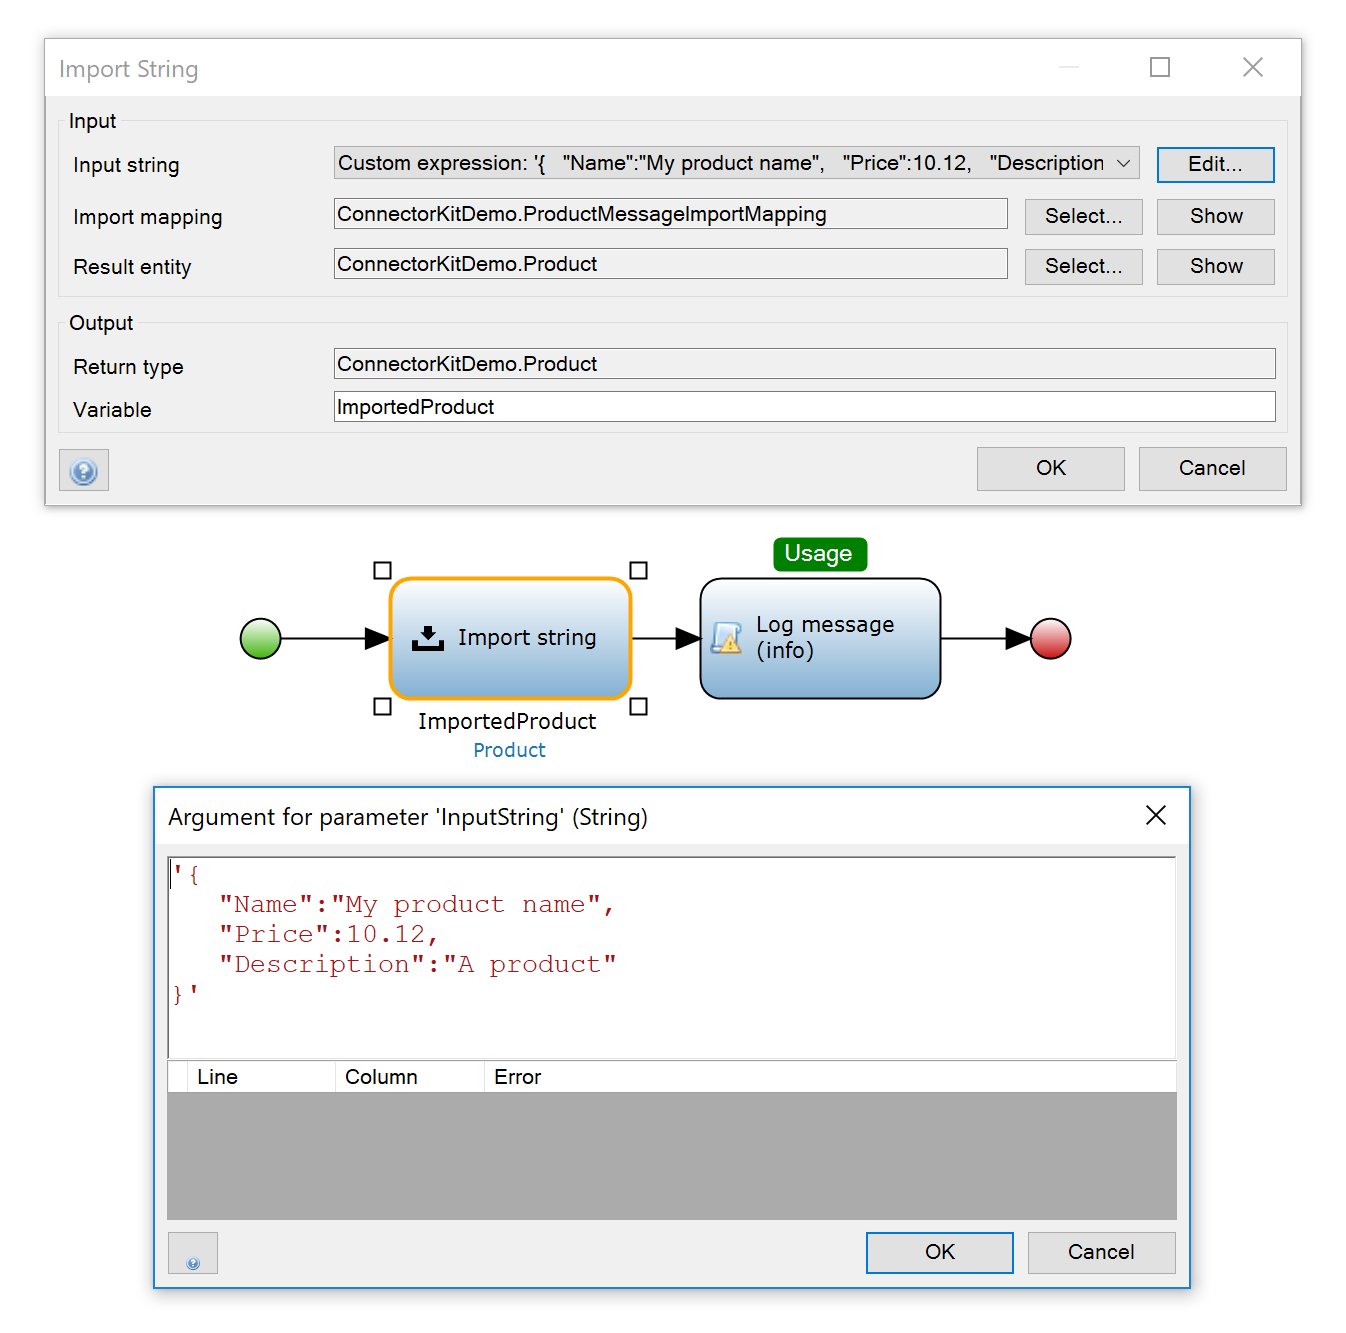 Import String
Input
Input string
Custom expression: '{ "Name":"My product name", "Price":10.12, "Description
Edit...
Import mapping
ConnectorKitDemo.ProductMessageImportMapping
Select...
Show
Result entity
ConnectorKitDemo.Product
Select...
Show
Output
Return type
ConnectorKitDemo.Product
Variable
ImportedProduct
OK
Cancel
Usage
Import string
Log message
(info)
ImportedProduct
Product
Argument for parameter 'InputString' (String)
'{
"Name":"My product name",
"Price":10.12,
"Description":"A product"
}'
Line
Column
Error
OK
Cancel